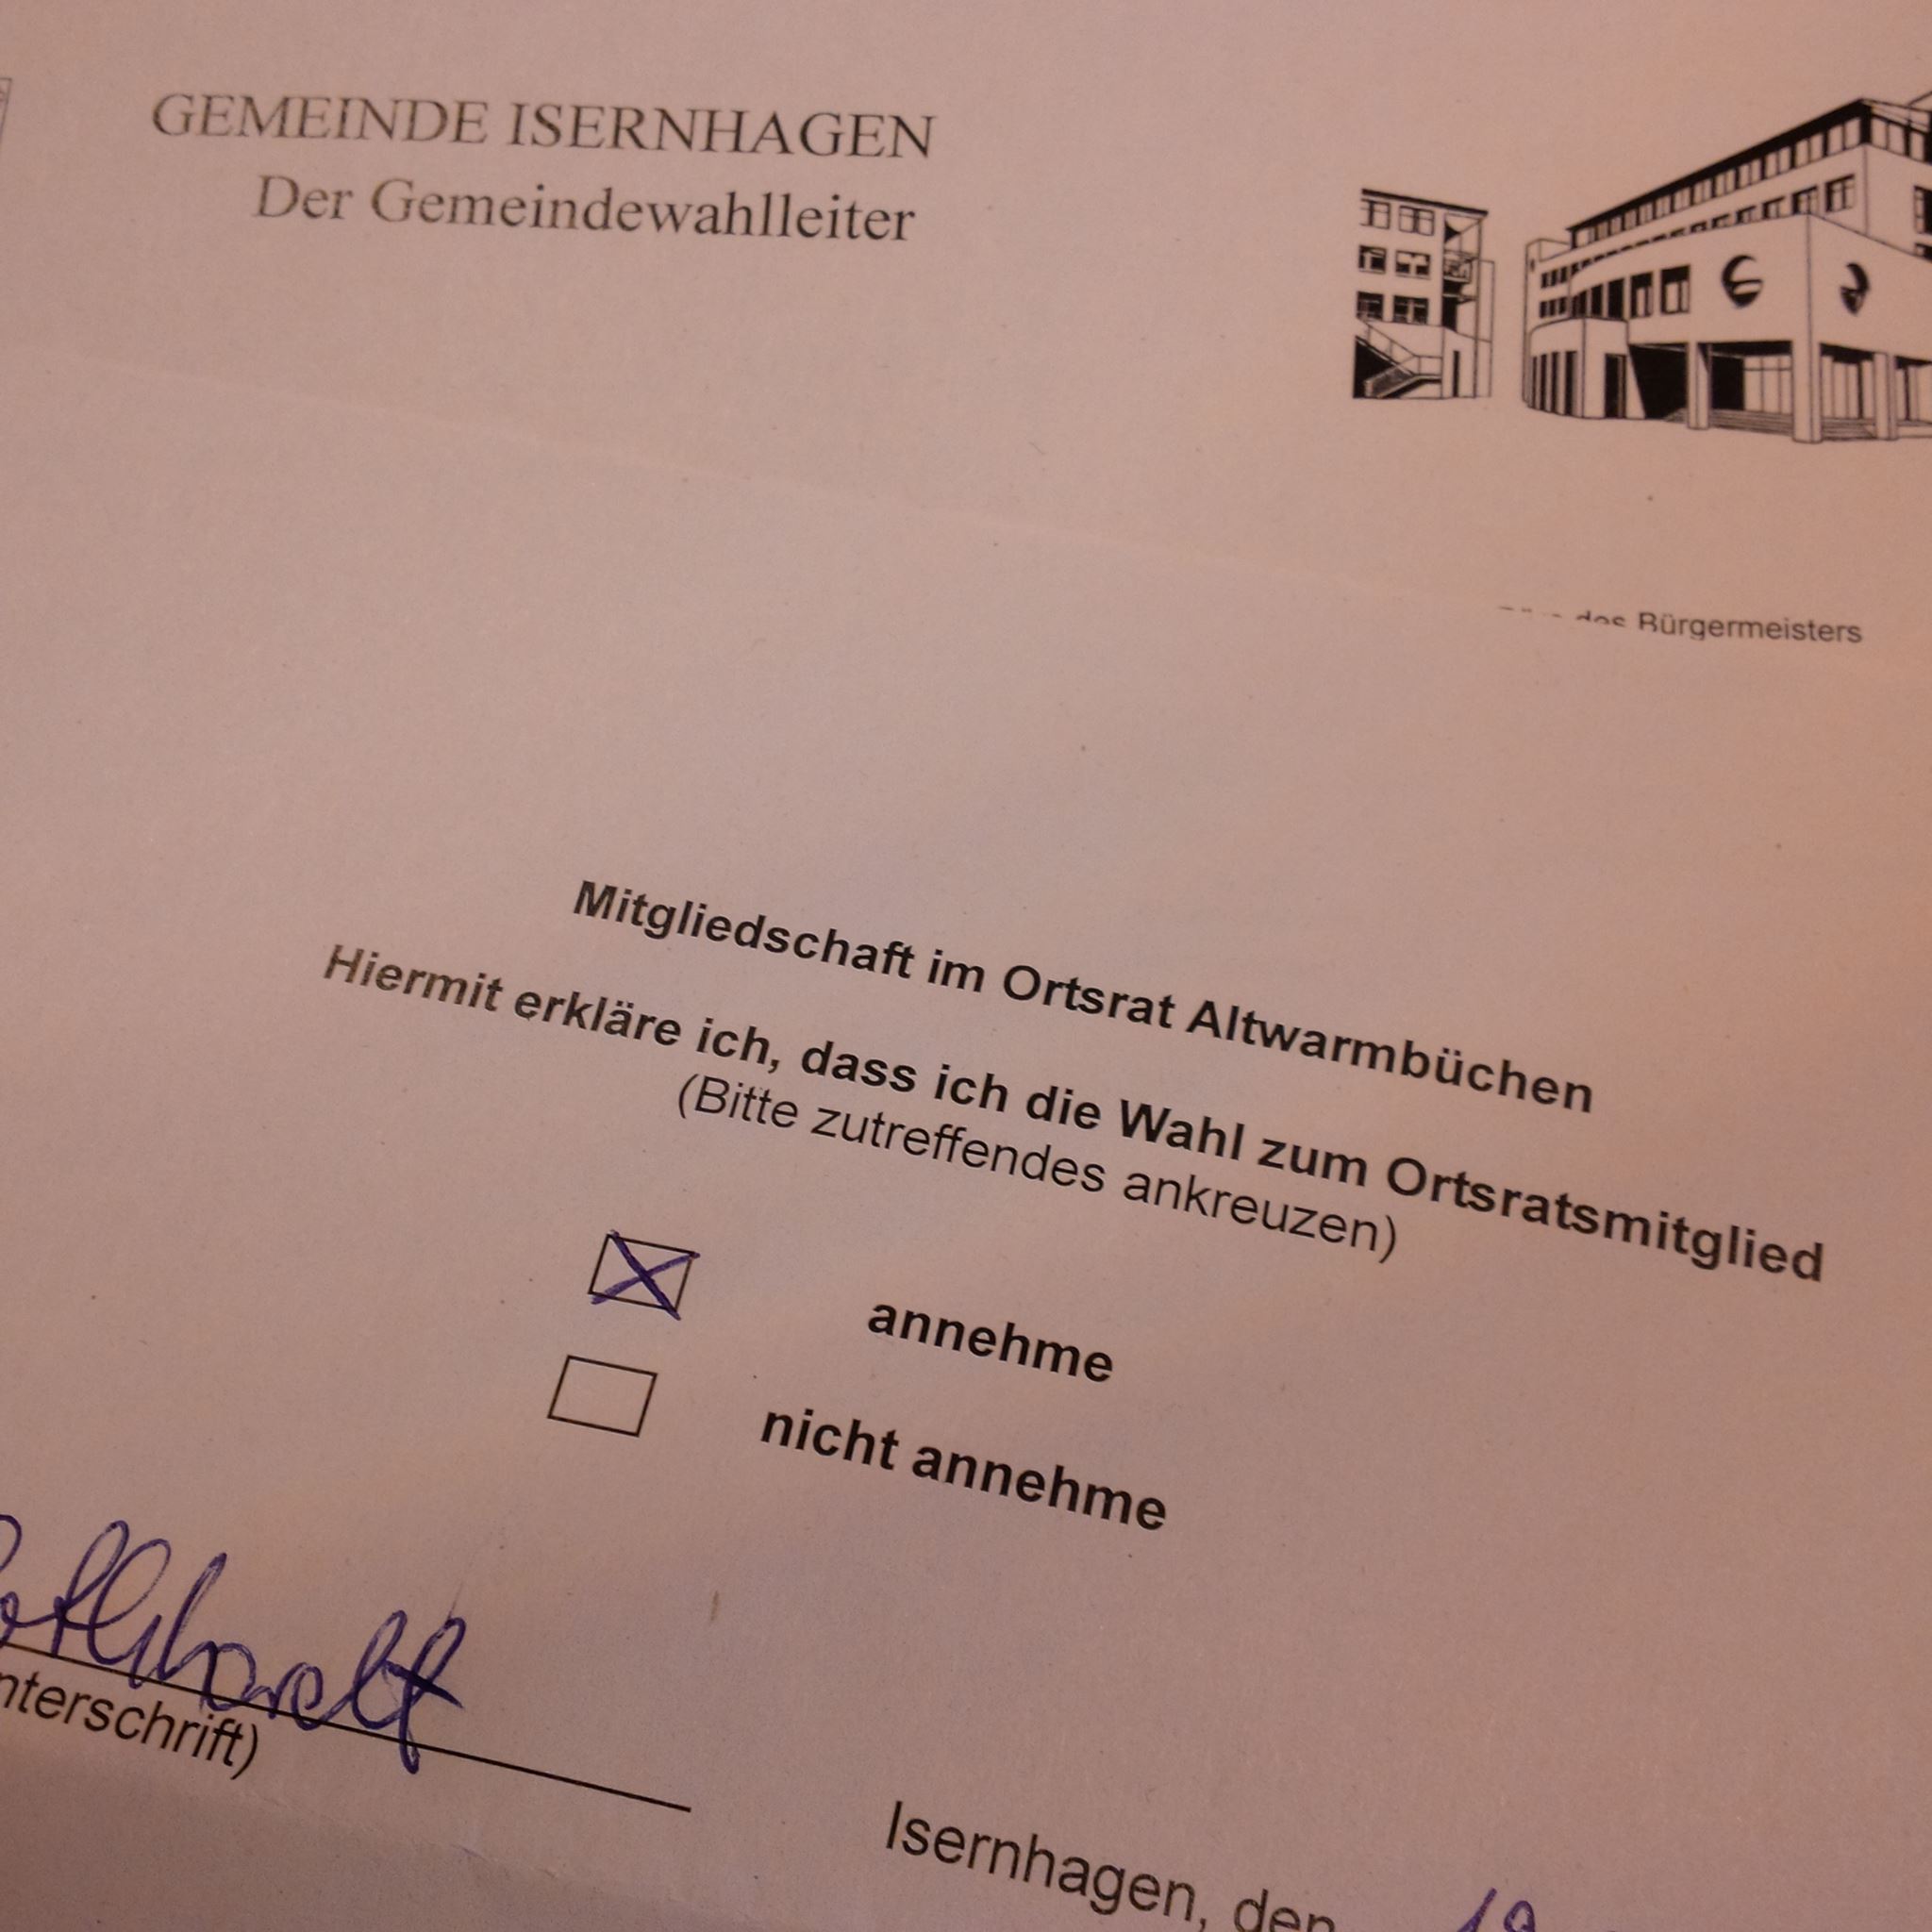 GEMEINDE ISERNHAGEN
Der Gemeindewahlleiter
des Bürgermeisters
Mitgliedschaft im Ortsrat Altwarmbüchen
Hiermit erkläre ich, dass ich die Wahl zum Ortsratsmitglied
(Bitte zutreffendes ankreuzen)
annehme
nicht annehme
nterschrift)
Isernhagen, den